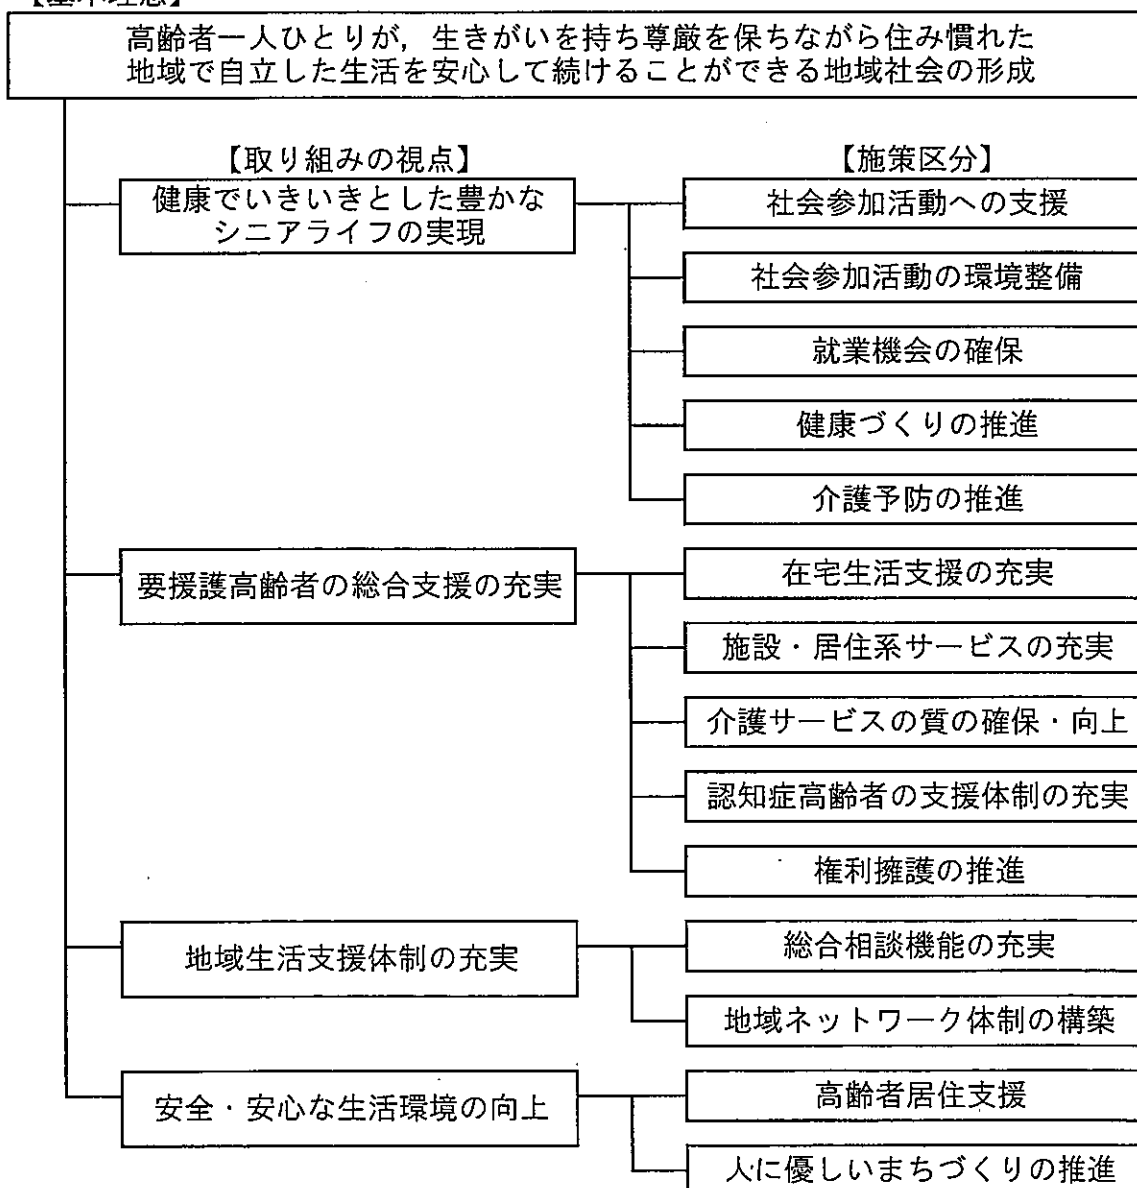 【基本理念】
高齢者一人ひとりが，生きがいを持ち尊厳を保ちながら住み慣れた
地域で自立した生活を安心して続けることができる地域社会の形成
【取り組みの視点】
【施策区分】
健康でいきいきとした豊かな
シニアライフの実現
社会参加活動への支援
社会参加活動の環境整備
就業機会の確保
健康づくりの推進
介護予防の推進
要援護高齢者の総合支援の充実
在宅生活支援の充実
施設・居住系サービスの充実
介護サービスの質の確保・向上
認知症高齢者の支援体制の充実
権利擁護の推進
地域生活支援体制の充実
総合相談機能の充実
地域ネットワーク体制の構築
安全・安心な生活環境の向上
高齢者居住支援
人に優しいまちづくりの推進